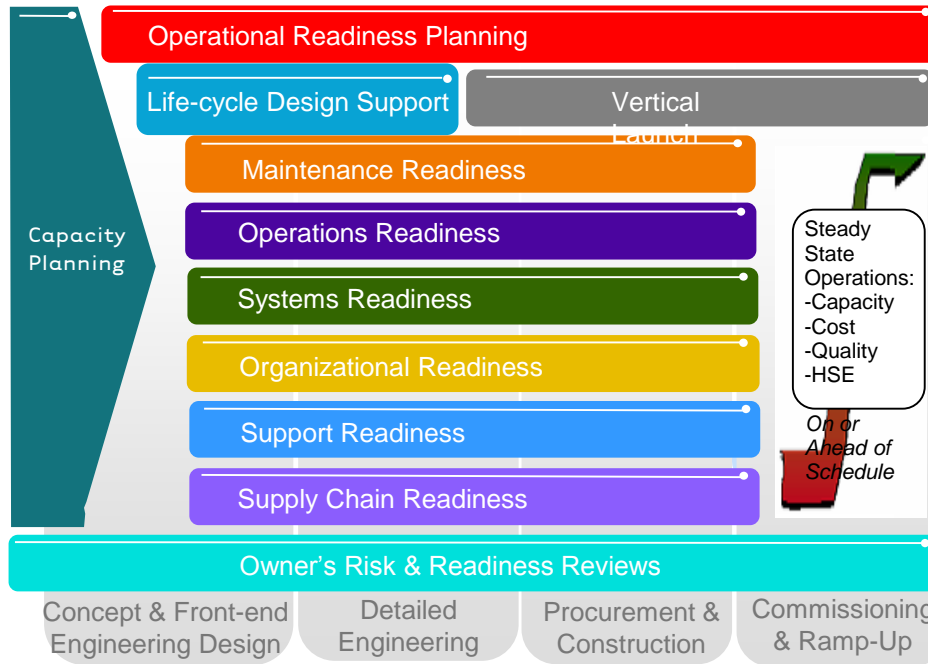 Operational Readiness Planning
Life-cycle Design Support
Vertical
Launch
Maintenance Readiness
Capacity
Planning
Operations Readiness
Systems Readiness
Organizational Readiness
Support Readiness
Supply Chain Readiness
Steady
State
Operations:
-Capacity
-Cost
-Quality
-HSE
On or
Ahead of
Schedule
Owner's Risk & Readiness Reviews
Concept & Front-end
Engineering Design
Detailed
Engineering
Procurement &
Construction
Commissioning
& Ramp-Up